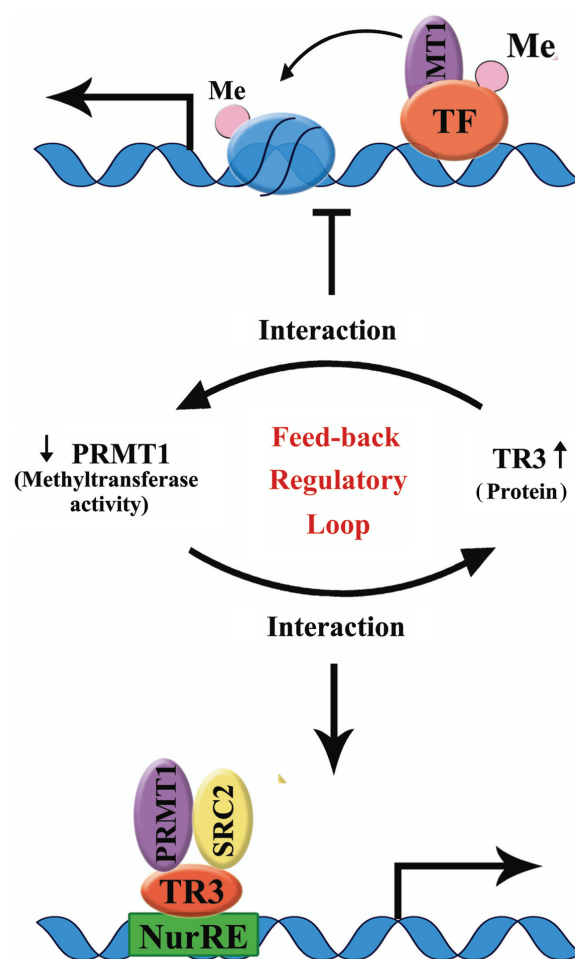 MT1
Me
Me
TF
Interaction
Feed-back
Regulatory
Loop
↓ PRMT1
(Methyltransferase
activity)
TR3 ↑
( Protein)
Interaction
PRMT1
SRC2
TR3
NurRE